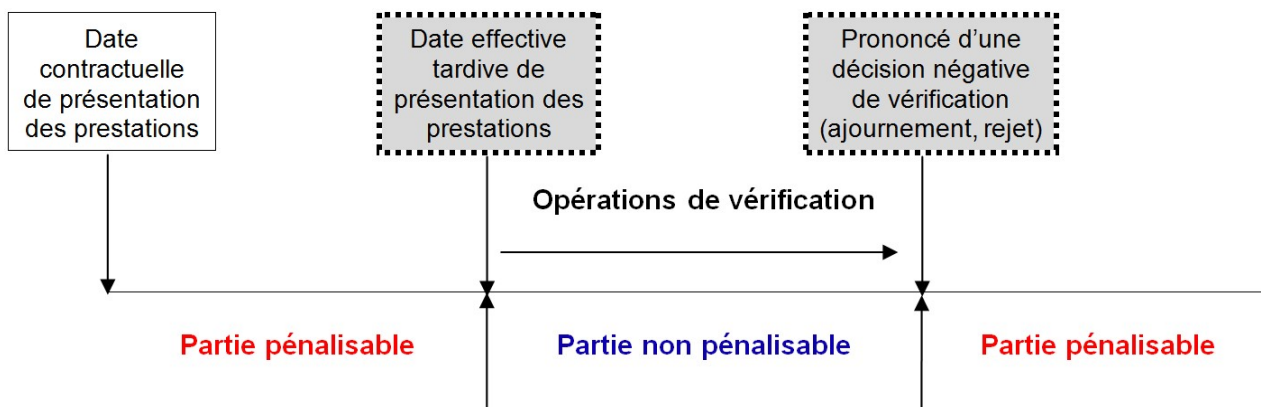 Date
contractuelle
de présentation
des prestations
Date effective
tardive de
présentation des
prestations
Prononcé d’une
décision négative
de vérification
(ajournement, rejet)
Opérations de vérification
Partie pénalisable
Partie non pénalisable
Partie pénalisable